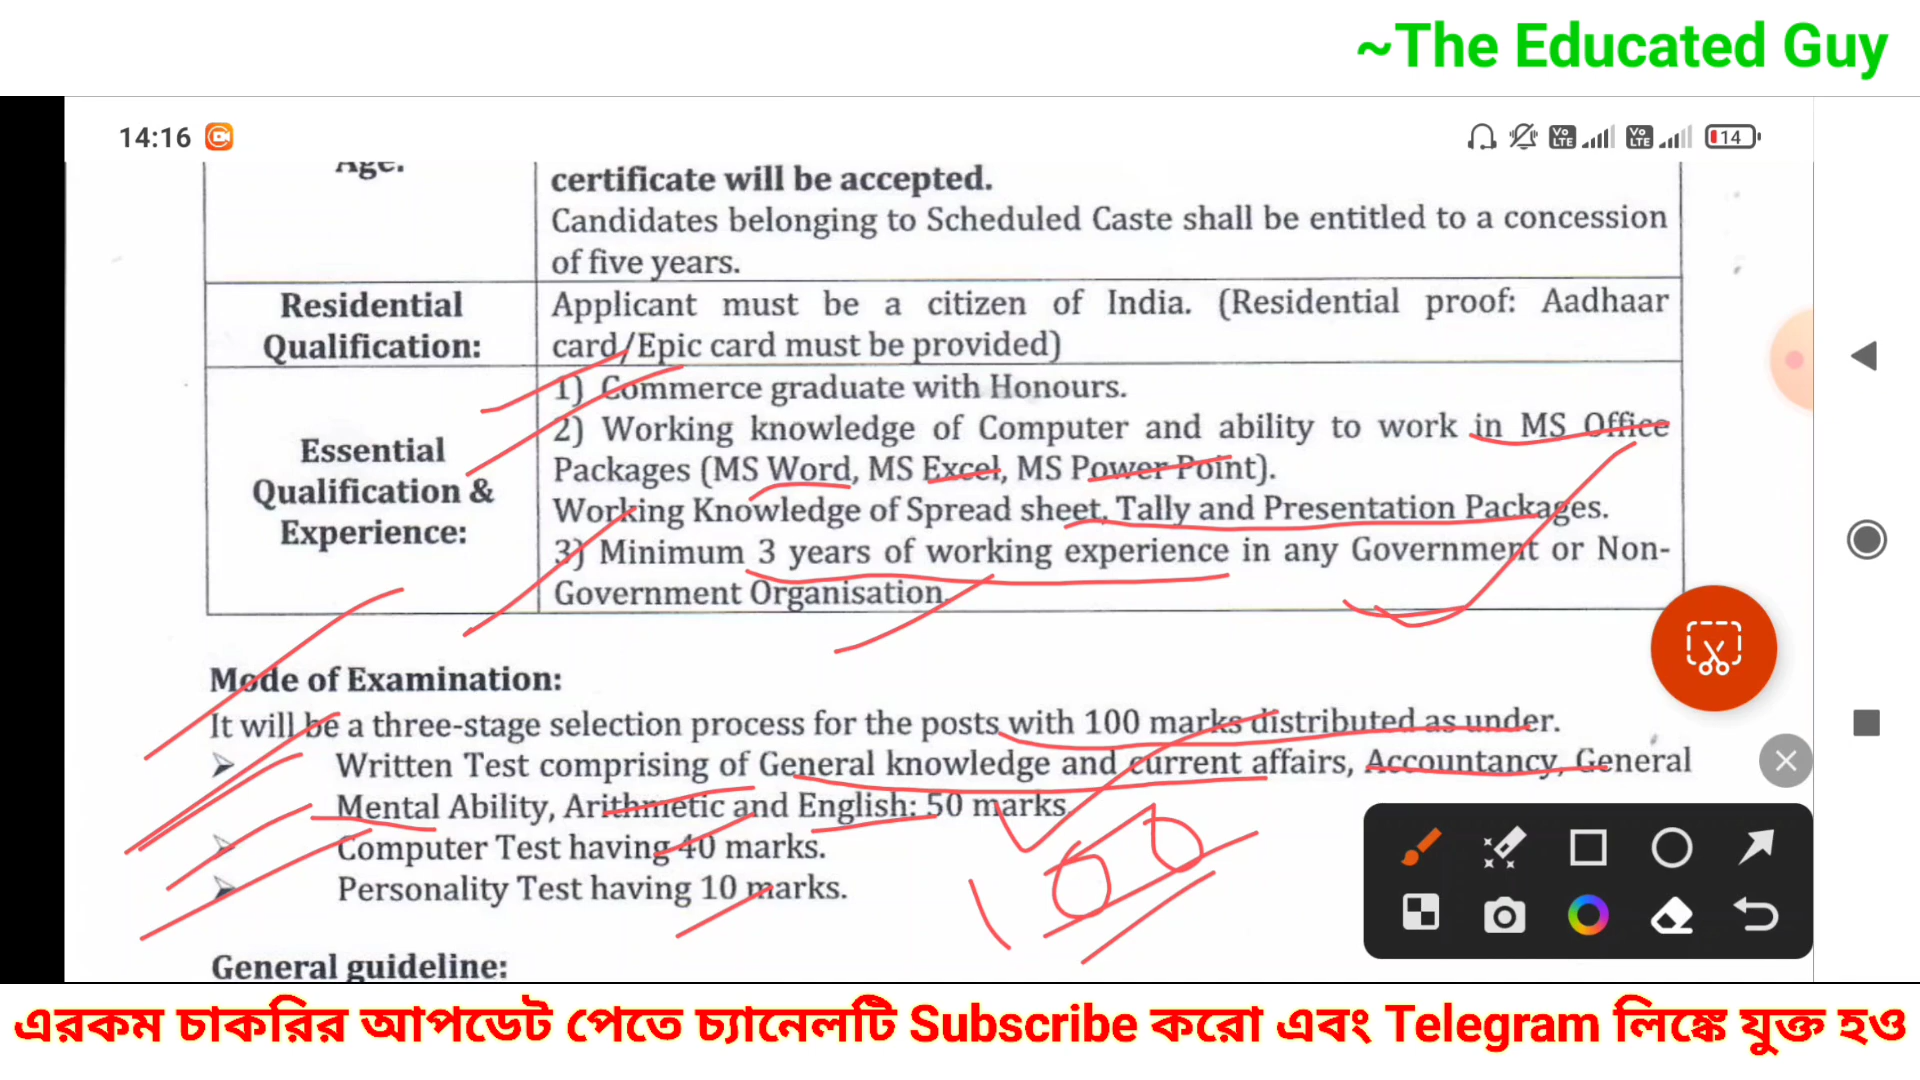 ~The Educated Guy
14:16
Vo LTE Vo LTE 14
Age:
certificate will be accepted.
Candidates belonging to Scheduled Caste shall be entitled to a concession
of five years.
Residential
Qualification:
Applicant must be a citizen of India. (Residential proof: Aadhaar
card/Epic card must be provided)
Essential
Qualification &
Experience:
1) Commerce graduate with Honours.
2) Working knowledge of Computer and ability to work in MS Office
Packages (MS Word, MS Excel, MS Power Point).
Working Knowledge of Spread sheet, Tally and Presentation Packages.
3) Minimum 3 years of working experience in any Government or Non-
Government Organisation.
Mode of Examination:
It will be a three-stage selection process for the posts with 100 marks distributed as under.
➢ Written Test comprising of General knowledge and current affairs, Accountancy, General
Mental Ability, Arithmetic and English: 50 marks.
➢ Computer Test having 40 marks.
➢ Personality Test having 10 marks.
100
General guideline:
এরকম চাকরির আপডেট পেতে চ্যানেলটি Subscribe করো এবং Telegram লিঙ্কে যুক্ত হও